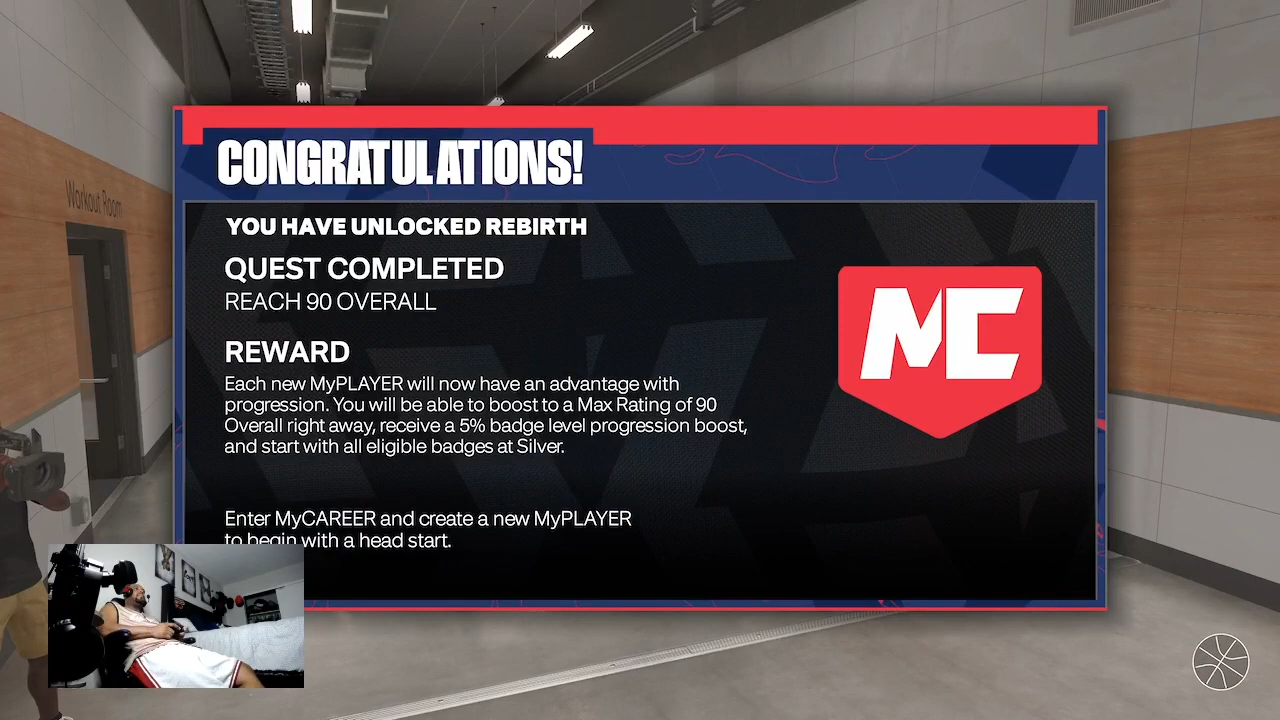 Workout Room
CONGRATULATIONS!
YOU HAVE UNLOCKED REBIRTH
QUEST COMPLETED
REACH 90 OVERALL
REWARD
Each new MyPLAYER will now have an advantage with
progression. You will be able to boost to a Max Rating of 90
Overall right away, receive a 5% badge level progression boost,
and start with all eligible badges at Silver.
MC
Enter MyCAREER and create a new MyPLAYER
to begin with a head start.